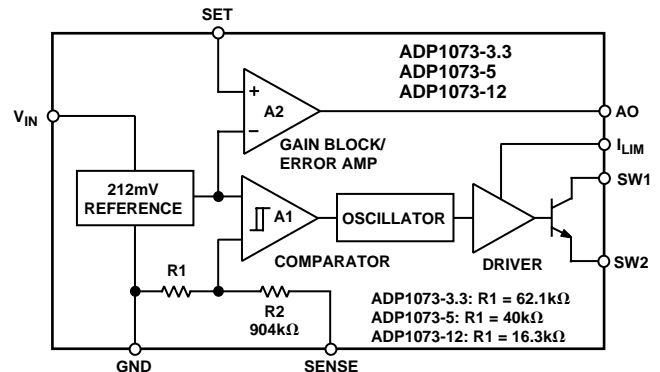 SET
ADP1073-3.3
ADP1073-5
ADP1073-12
VIN
+
A2
−
AO
GAIN BLOCK/
ERROR AMP
ILIM
212mV
REFERENCE
SW1
A1
OSCILLATOR
R1
COMPARATOR
DRIVER
SW2
R2
904kΩ
ADP1073-3.3: R1 = 62.1kΩ
ADP1073-5: R1 = 40kΩ
ADP1073-12: R1 = 16.3kΩ
GND
SENSE